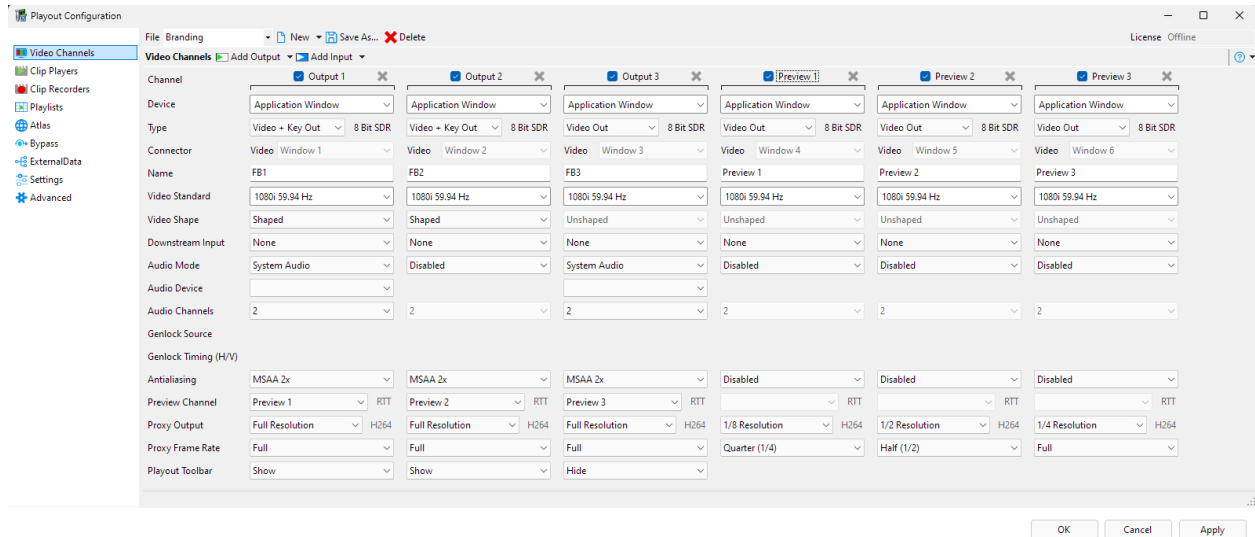 Playout Configuration
File Branding New Save As... Delete License Offline
Video Channels
Clip Players
Clip Recorders
Playlists
Atlas
Bypass
ExternalData
Settings
Advanced
Video Channels Add Output Add Input
Channel Output 1 Output 2 Output 3 Preview 1 Preview 2 Preview 3
Device Application Window Application Window Application Window Application Window Application Window Application Window
Type Video + Key Out 8 Bit SDR Video + Key Out 8 Bit SDR Video Out 8 Bit SDR Video Out 8 Bit SDR Video Out 8 Bit SDR Video Out 8 Bit SDR
Connector Video Window 1 Video Window 2 Video Window 3 Video Window 4 Video Window 5 Video Window 6
Name FB1 FB2 FB3 Preview 1 Preview 2 Preview 3
Video Standard 1080i 59.94 Hz 1080i 59.94 Hz 1080i 59.94 Hz 1080i 59.94 Hz 1080i 59.94 Hz 1080i 59.94 Hz
Video Shape Shaped Shaped Unshaped Unshaped Unshaped Unshaped
Downstream Input None None None None None None
Audio Mode System Audio Disabled System Audio Disabled Disabled Disabled
Audio Device
Audio Channels 2 2 2 2 2 2
Genlock Source
Genlock Timing (H/V)
Antialiasing MSAA 2x MSAA 2x MSAA 2x Disabled Disabled Disabled
Preview Channel Preview 1 RTT Preview 2 RTT Preview 3 RTT RTT RTT RTT
Proxy Output Full Resolution H264 Full Resolution H264 Full Resolution H264 1/8 Resolution H264 1/2 Resolution H264 1/4 Resolution H264
Proxy Frame Rate Full Full Full Quarter (1/4) Half (1/2) Full
Playout Toolbar Show Show Hide
OK Cancel Apply